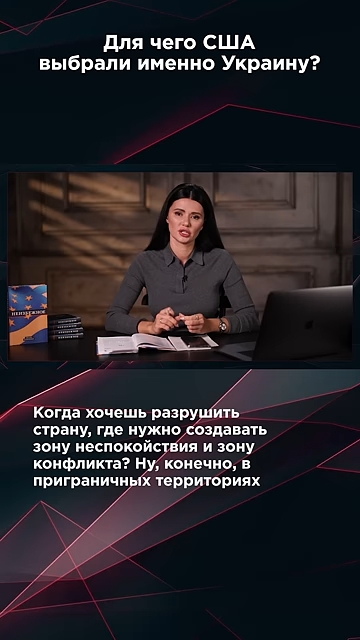 Для чего США
выбрали именно Украину?
НЕИЗБЕЖНОЕ
Когда хочешь разрушить
страну, где нужно создавать
зону неспокойствия и зону
конфликта? Ну, конечно, в
приграничных территориях